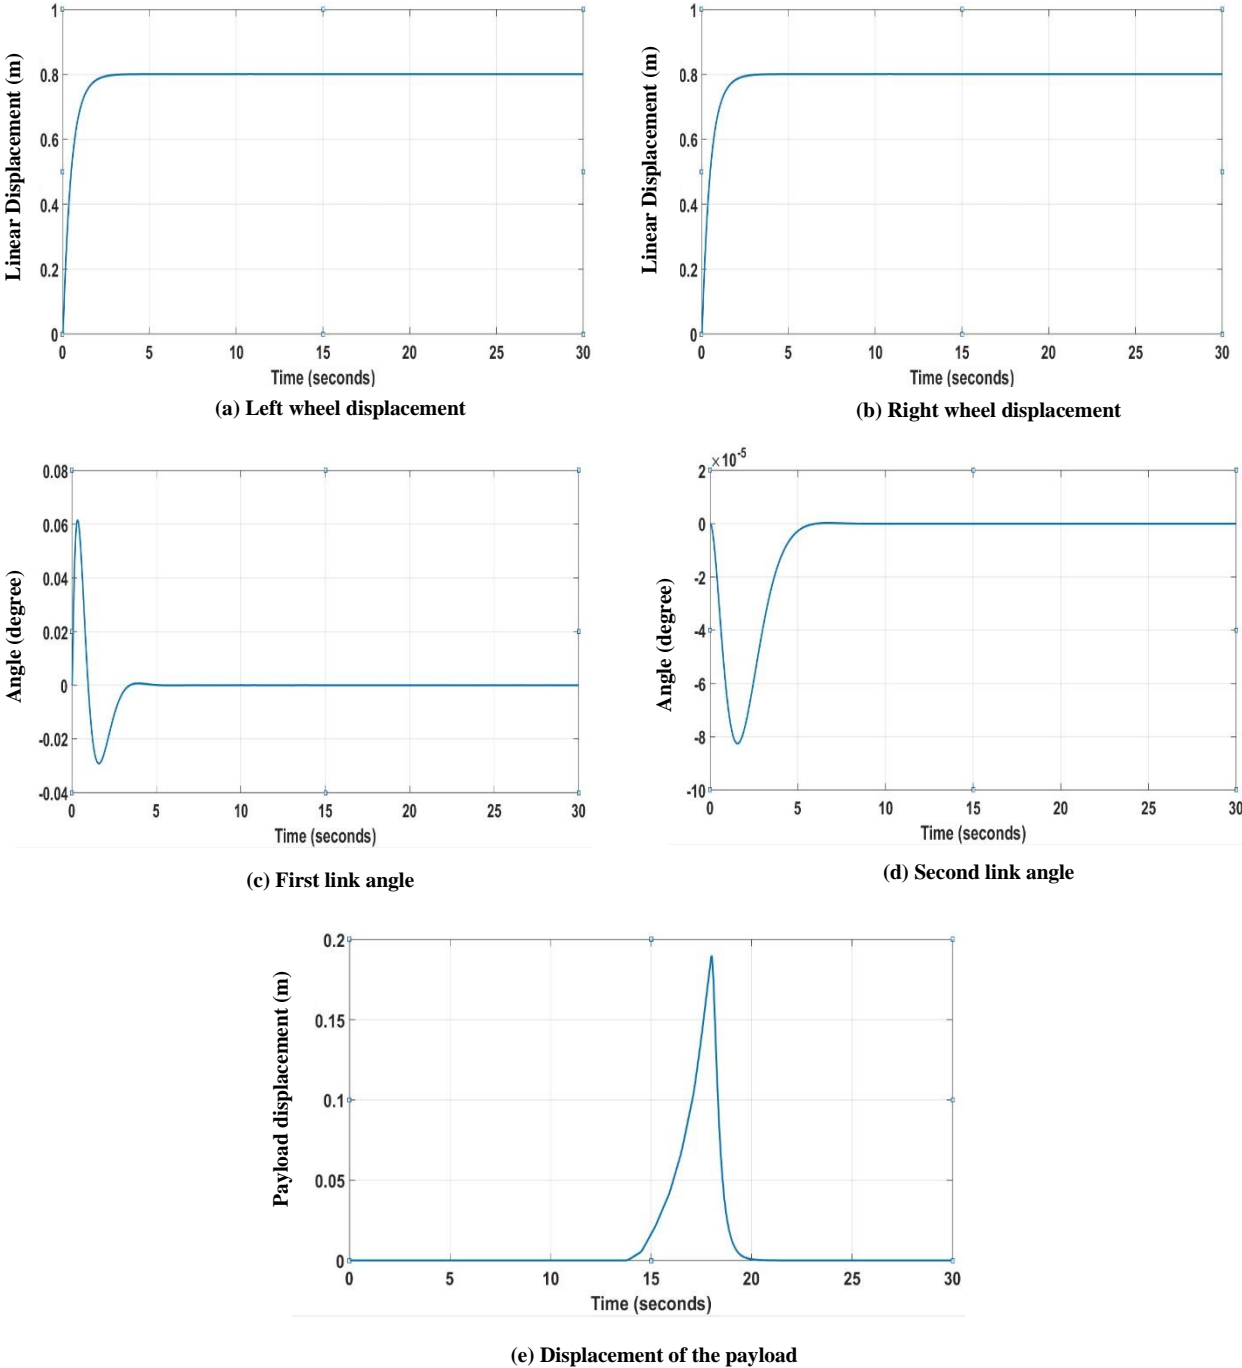 1
0.8
0.6
0.4
0.2
0
0 5 10 15 20 25 30
Linear Displacement (m)
Time (seconds)
(a) Left wheel displacement
1
0.8
0.6
0.4
0.2
0
0 5 10 15 20 25 30
Linear Displacement (m)
Time (seconds)
(b) Right wheel displacement
0.08
0.06
0.04
0.02
0
-0.02
-0.04
0 5 10 15 20 25 30
Angle (degree)
Time (seconds)
(c) First link angle
×10⁻⁵
2
0
-2
-4
-6
-8
-10
0 5 10 15 20 25 30
Angle (degree)
Time (seconds)
(d) Second link angle
0.2
0.15
0.1
0.05
0
0 5 10 15 20 25 30
Payload displacement (m)
Time (seconds)
(e) Displacement of the payload